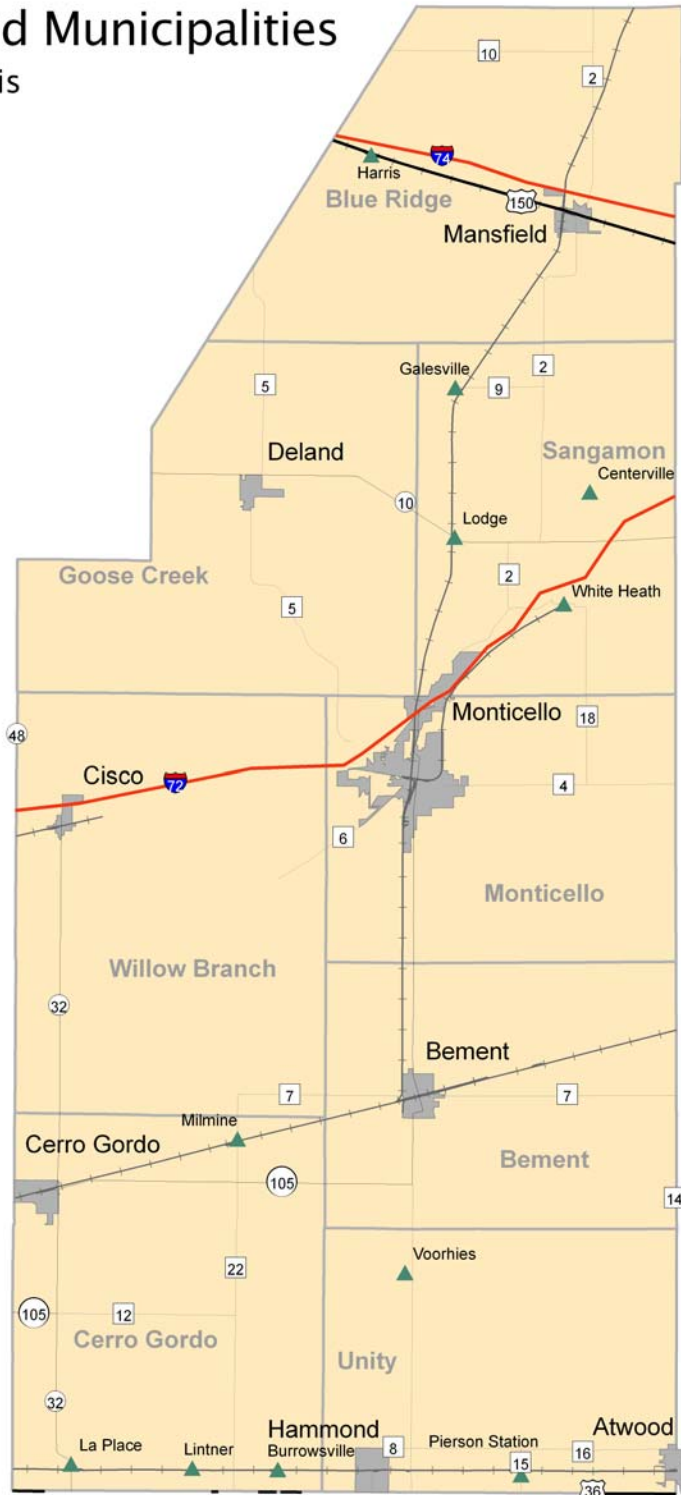 d Municipalities
is
10
2
74
Harris
150
Blue Ridge
Mansfield
Galesville
2
5
9
Deland
Sangamon
Centerville
10
Lodge
Goose Creek
2
White Heath
5
Monticello
18
48
Cisco
72
4
6
Monticello
Willow Branch
32
Bement
7
7
Milmine
Cerro Gordo
Bement
105
14
Voorhies
22
105
12
Cerro Gordo
Unity
32
Hammond
Atwood
La Place
Lintner
Burrowsville
8
Pierson Station
16
15
36